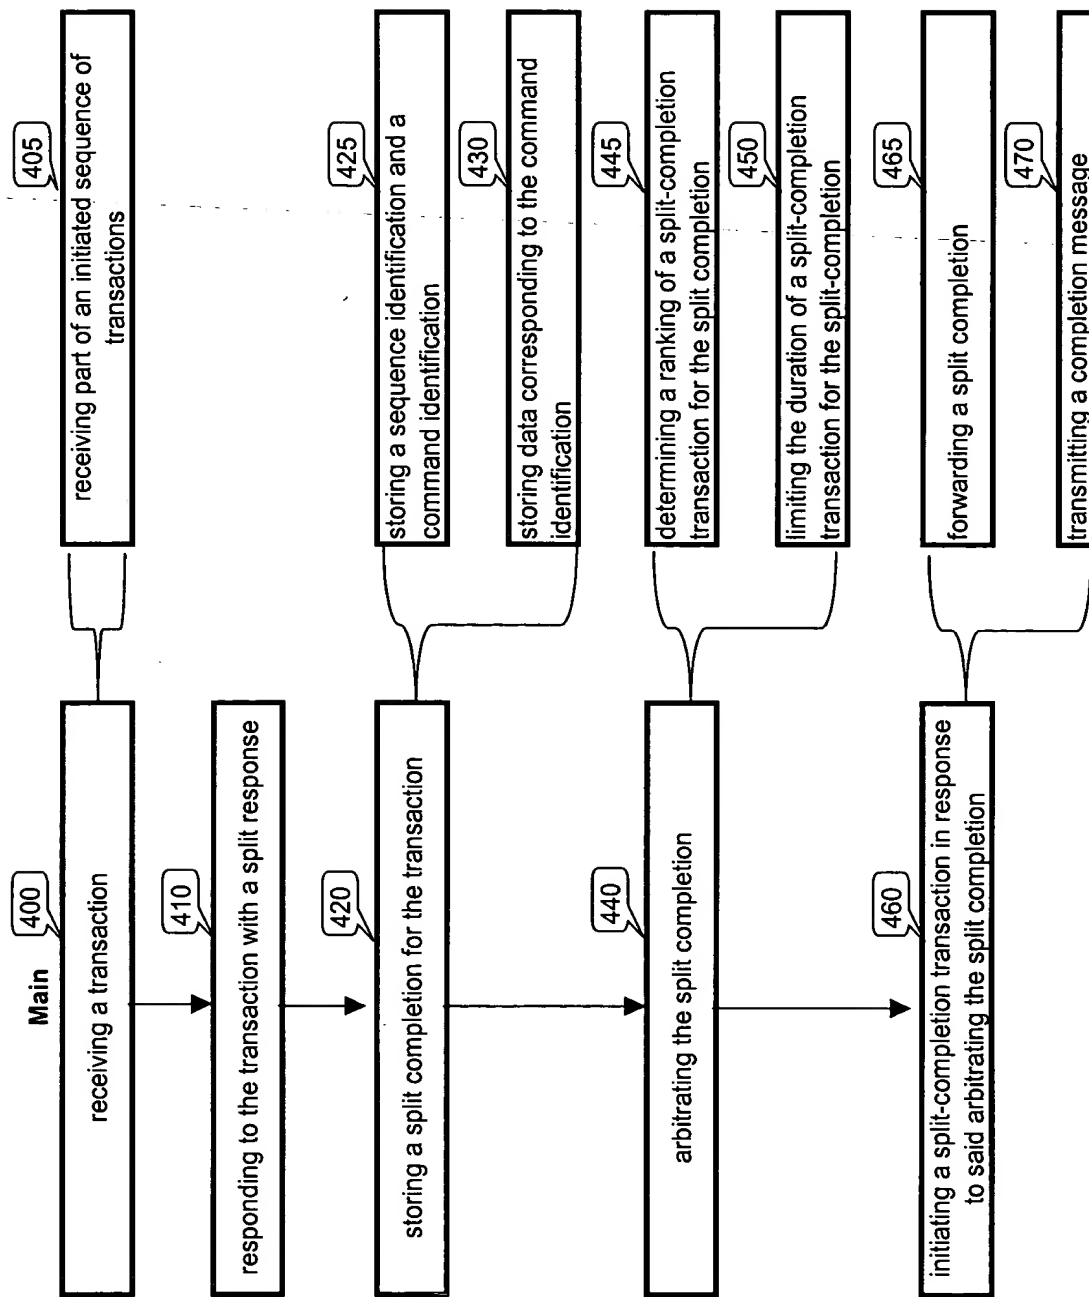 Main
400
receiving a transaction
405
receiving part of an initiated sequence of
transactions
410
responding to the transaction with a split response
420
storing a split completion for the transaction
425
storing a sequence identification and a
command identification
430
storing data corresponding to the command
identification
440
arbitrating the split completion
445
determining a ranking of a split-completion
transaction for the split completion
450
limiting the duration of a split-completion
transaction for the split-completion
460
initiating a split-completion transaction in response
to said arbitrating the split completion
465
forwarding a split completion
470
transmitting a completion message